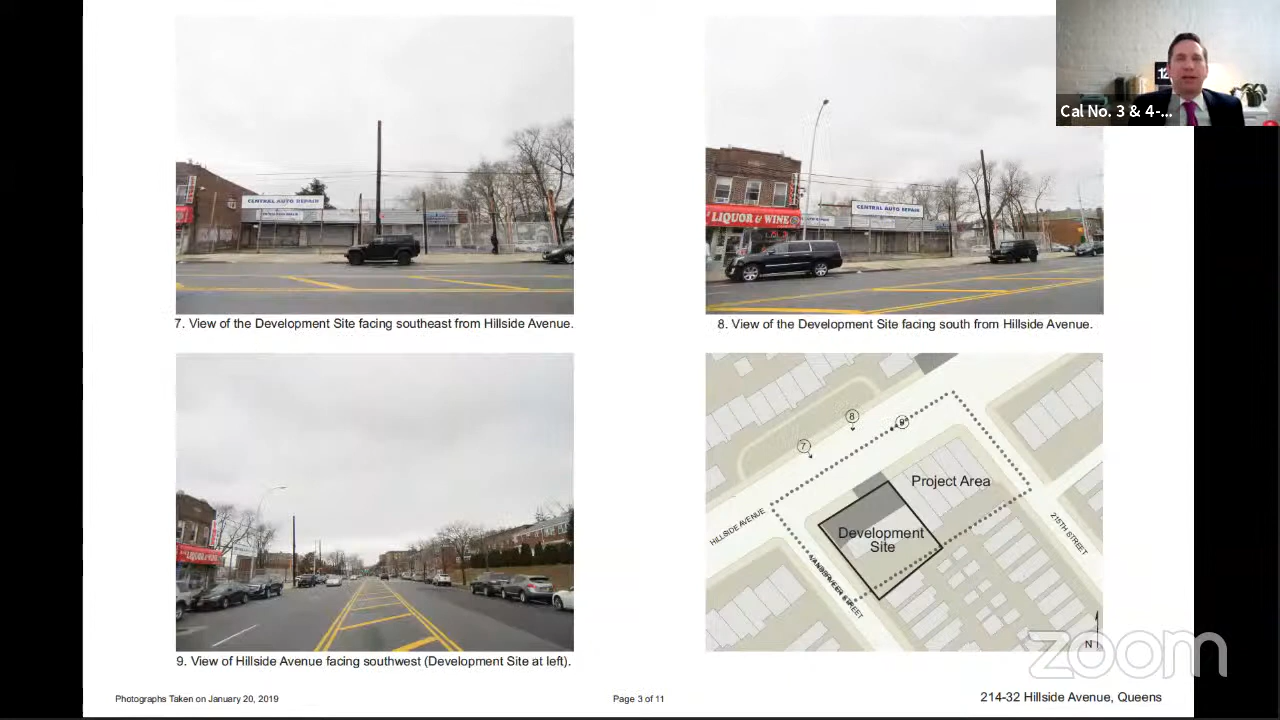 CENTRAL AUTO REPAIR
LIQUOR & WINE
CENTRAL AUTO REPAIR
12
Cal No. 3 & 4-...
7. View of the Development Site facing southeast from Hillside Avenue.
8. View of the Development Site facing south from Hillside Avenue.
LIQUOR & WINE
8
9
7
Project Area
HILLSIDE AVENUE
215TH STREET
Development
Site
STREET
N
zoom
9. View of Hillside Avenue facing southwest (Development Site at left).
Photographs Taken on January 20, 2019
Page 3 of 11
214-32 Hillside Avenue, Queens